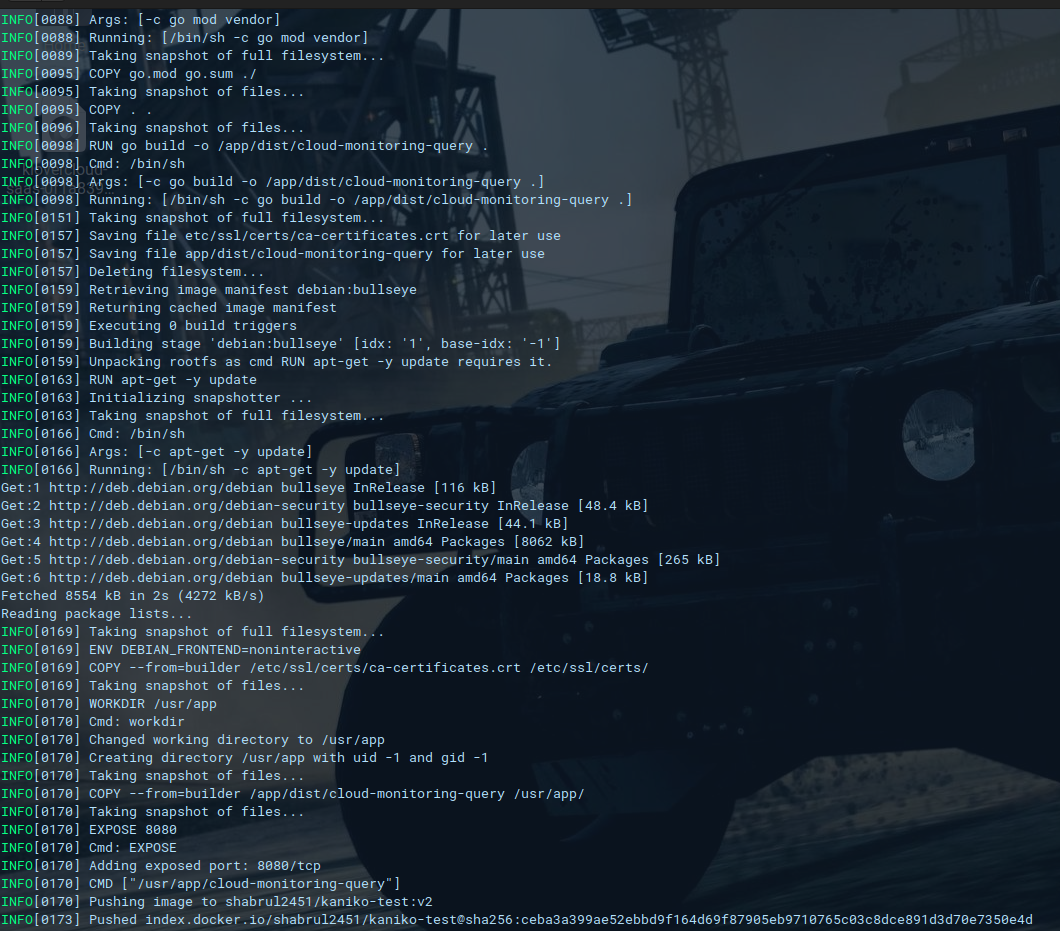 INFO[0088] Args: [-c go mod vendor]
INFO[0088] Running: [/bin/sh -c go mod vendor]
INFO[0089] Taking snapshot of full filesystem...
INFO[0095] COPY go.mod go.sum ./
INFO[0095] Taking snapshot of files...
INFO[0095] COPY . .
INFO[0096] Taking snapshot of files...
INFO[0098] RUN go build -o /app/dist/cloud-monitoring-query .
INFO[0098] Cmd: /bin/sh
INFO[0098] Args: [-c go build -o /app/dist/cloud-monitoring-query .]
INFO[0098] Running: [/bin/sh -c go build -o /app/dist/cloud-monitoring-query .]
INFO[0151] Taking snapshot of full filesystem...
INFO[0157] Saving file etc/ssl/certs/ca-certificates.crt for later use
INFO[0157] Saving file app/dist/cloud-monitoring-query for later use
INFO[0157] Deleting filesystem...
INFO[0159] Retrieving image manifest debian:bullseye
INFO[0159] Returning cached image manifest
INFO[0159] Executing 0 build triggers
INFO[0159] Building stage 'debian:bullseye' [idx: '1', base-idx: '-1']
INFO[0159] Unpacking rootfs as cmd RUN apt-get -y update requires it.
INFO[0163] RUN apt-get -y update
INFO[0163] Initializing snapshotter ...
INFO[0163] Taking snapshot of full filesystem...
INFO[0166] Cmd: /bin/sh
INFO[0166] Args: [-c apt-get -y update]
INFO[0166] Running: [/bin/sh -c apt-get -y update]
Get:1 http://deb.debian.org/debian bullseye InRelease [116 kB]
Get:2 http://deb.debian.org/debian-security bullseye-security InRelease [48.4 kB]
Get:3 http://deb.debian.org/debian bullseye-updates InRelease [44.1 kB]
Get:4 http://deb.debian.org/debian bullseye/main amd64 Packages [8062 kB]
Get:5 http://deb.debian.org/debian-security bullseye-security/main amd64 Packages [265 kB]
Get:6 http://deb.debian.org/debian bullseye-updates/main amd64 Packages [18.8 kB]
Fetched 8554 kB in 2s (4272 kB/s)
Reading package lists...
INFO[0169] Taking snapshot of full filesystem...
INFO[0169] ENV DEBIAN_FRONTEND=noninteractive
INFO[0169] COPY --from=builder /etc/ssl/certs/ca-certificates.crt /etc/ssl/certs/
INFO[0169] Taking snapshot of files...
INFO[0170] WORKDIR /usr/app
INFO[0170] Cmd: workdir
INFO[0170] Changed working directory to /usr/app
INFO[0170] Creating directory /usr/app with uid -1 and gid -1
INFO[0170] Taking snapshot of files...
INFO[0170] COPY --from=builder /app/dist/cloud-monitoring-query /usr/app/
INFO[0170] Taking snapshot of files...
INFO[0170] EXPOSE 8080
INFO[0170] Cmd: EXPOSE
INFO[0170] Adding exposed port: 8080/tcp
INFO[0170] CMD ["/usr/app/cloud-monitoring-query"]
INFO[0170] Pushing image to shabrul2451/kaniko-test:v2
INFO[0173] Pushed index.docker.io/shabrul2451/kaniko-test@sha256:ceba3a399ae52ebbd9f164d69f87905eb9710765c03c8dce891d3d70e7350e4d